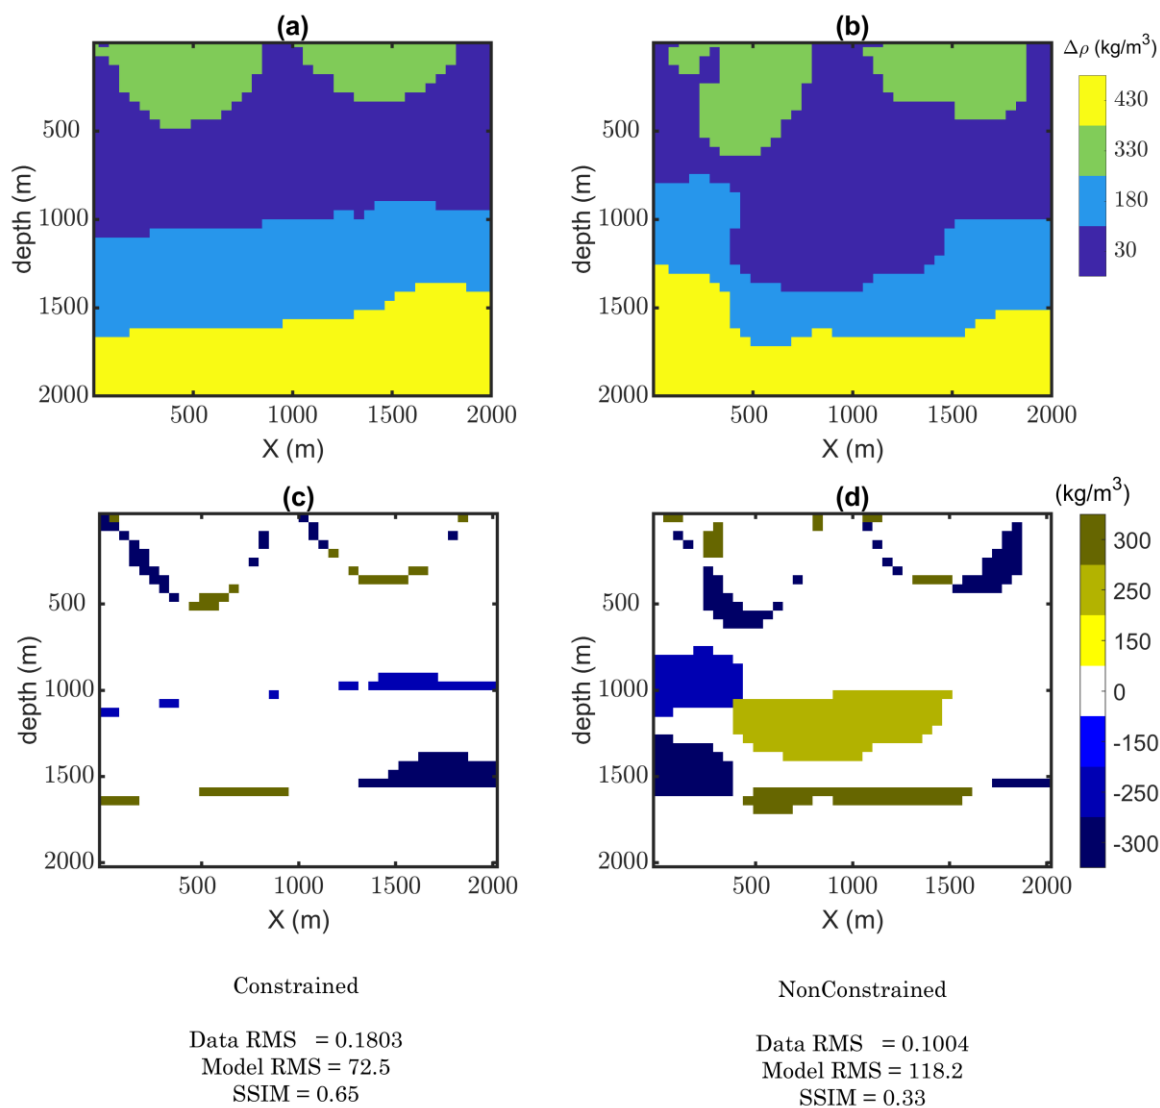 (a)
(b)
Δρ (kg/m³)
depth (m)
500
1000
1500
2000
500
1000
1500
2000
X (m)
depth (m)
500
1000
1500
2000
500
1000
1500
2000
X (m)
430
330
180
30
(c)
(d)
(kg/m³)
depth (m)
500
1000
1500
2000
500
1000
1500
2000
X (m)
depth (m)
500
1000
1500
2000
500
1000
1500
2000
X (m)
300
250
150
0
-150
-250
-300
Constrained
Data RMS = 0.1803
Model RMS = 72.5
SSIM = 0.65
NonConstrained
Data RMS = 0.1004
Model RMS = 118.2
SSIM = 0.33